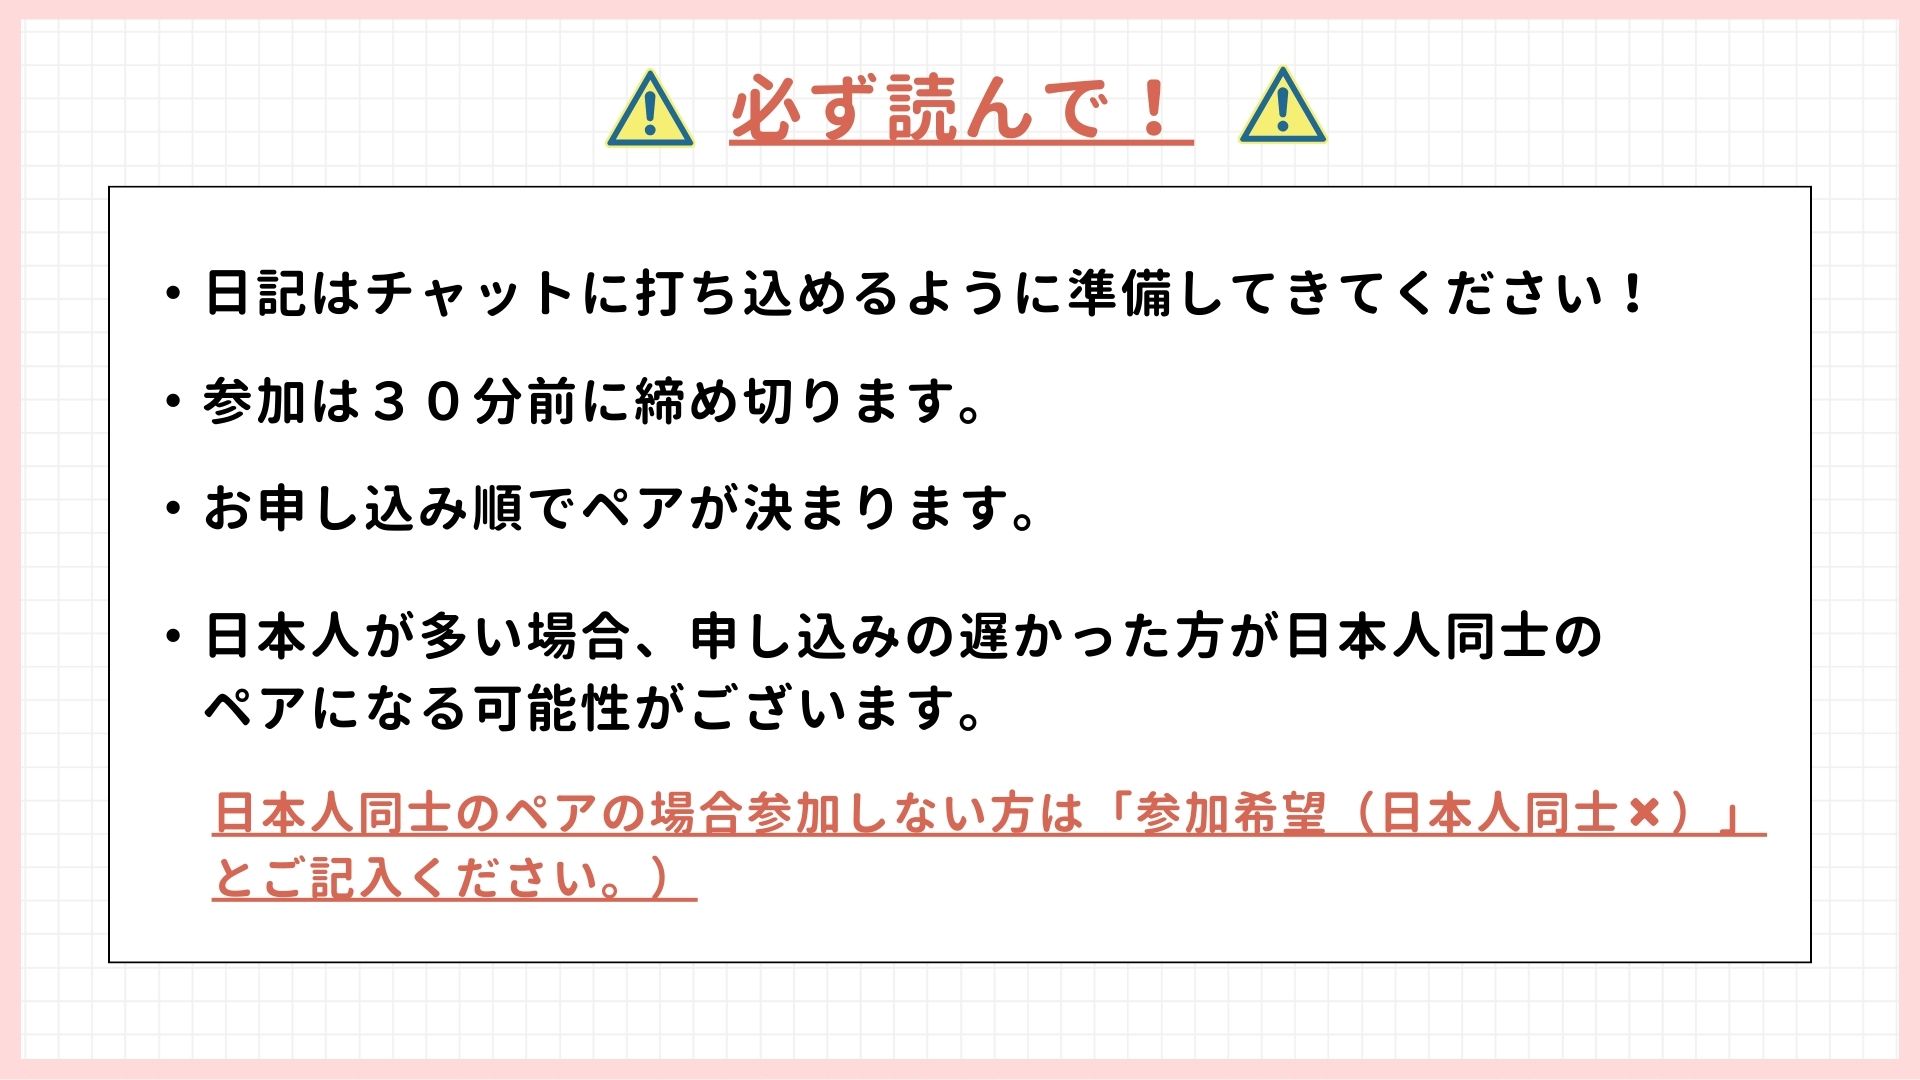 必ず読んで！
・日記はチャットに打ち込めるように準備してきてください！
・参加は３０分前に締め切ります。
・お申し込み順でペアが決まります。
・日本人が多い場合、申し込みの遅かった方が日本人同士の
ペアになる可能性がございます。
日本人同士のペアの場合参加しない方は「参加希望（日本人同士✖）」
とご記入ください。）